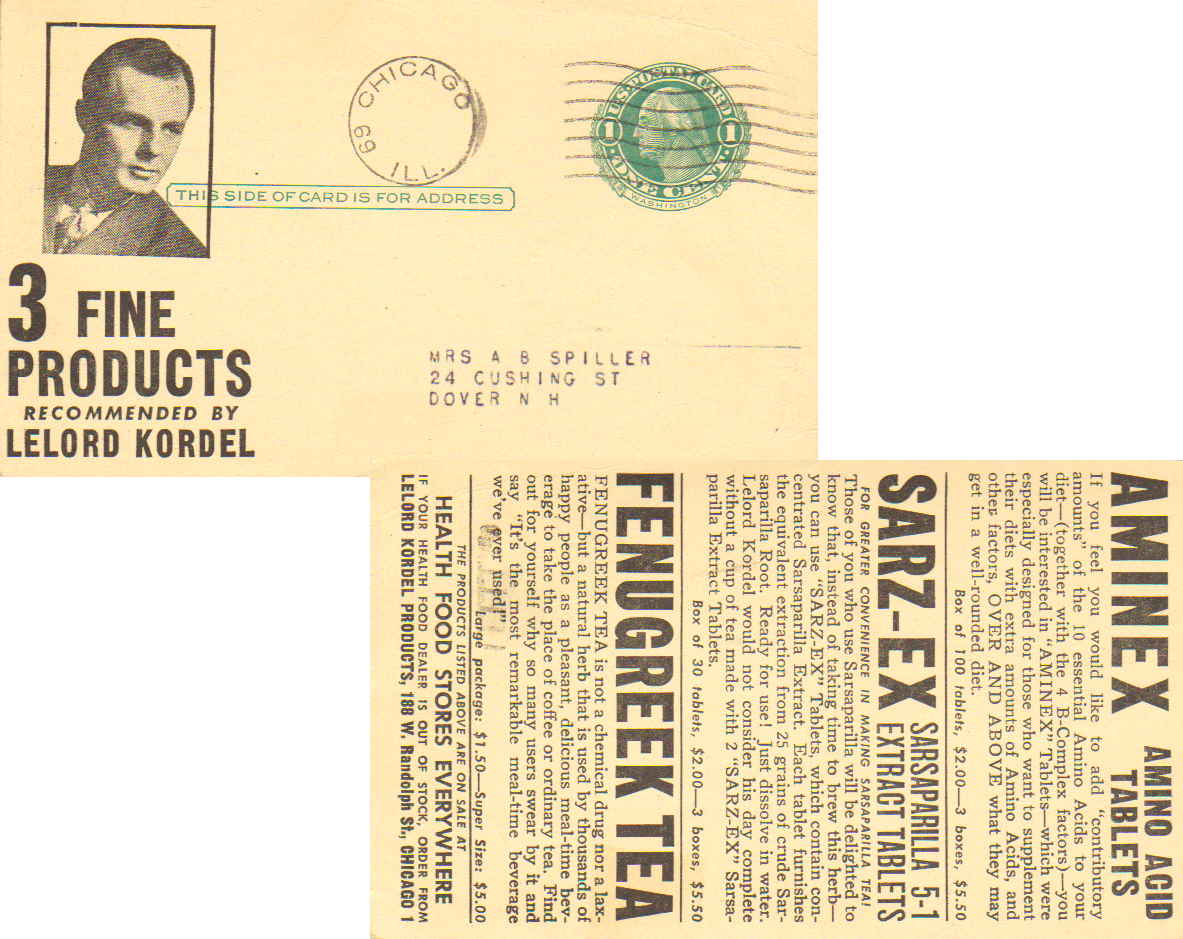 CHICAGO
69 ILL.
U.S. POSTAL CARD
1 1
ONE CENT
WASHINGTON
THIS SIDE OF CARD IS FOR ADDRESS
3 FINE
PRODUCTS
RECOMMENDED BY
LELORD KORDEL
MRS A B SPILLER
24 CUSHING ST
DOVER N H
AMINEX AMINO ACID
TABLETS
If you feel you would like to add "contributory
amounts" of the 10 essential Amino Acids to your
diet—(together with the 4 B-Complex factors)—you
will be interested in "AMINEX" Tablets—which were
especially designed for those who want to supplement
their diets with extra amounts of Amino Acids, and
other factors, OVER AND ABOVE what they may
get in a well-rounded diet.
Box of 100 tablets, $2.00—3 boxes, $5.50
SARZ-EX SARSAPARILLA 5-1
EXTRACT TABLETS
FOR GREATER CONVENIENCE IN MAKING SARSAPARILLA TEA!
Those of you who use Sarsaparilla will be delighted to
know that, instead of taking time to brew this herb—
you can use "SARZ-EX" Tablets, which contain con-
centrated Sarsaparilla Extract. Each tablet furnishes
the equivalent extraction from 25 grains of crude Sar-
saparilla Root. Ready for use! Just dissolve in water.
Lelord Kordel would not consider his day complete
without a cup of tea made with 2 "SARZ-EX" Sarsa-
parilla Extract Tablets.
Box of 30 tablets, $2.00—3 boxes, $5.50
FENUGREEK TEA
FENUGREEK TEA is not a chemical drug nor a lax-
ative—but a natural herb that is used by thousands of
happy people as a pleasant, delicious meal-time bev-
erage to take the place of coffee or ordinary tea. Find
out for yourself why so many users swear by it and
say, "It's the most remarkable meal-time beverage
we've ever used!"
Large package: $1.50—Super Size: $5.00
THE PRODUCTS LISTED ABOVE ARE ON SALE AT
HEALTH FOOD STORES EVERYWHERE
IF YOUR HEALTH FOOD DEALER IS OUT OF STOCK, ORDER FROM
LELORD KORDEL PRODUCTS, 188 W. Randolph St., CHICAGO 1